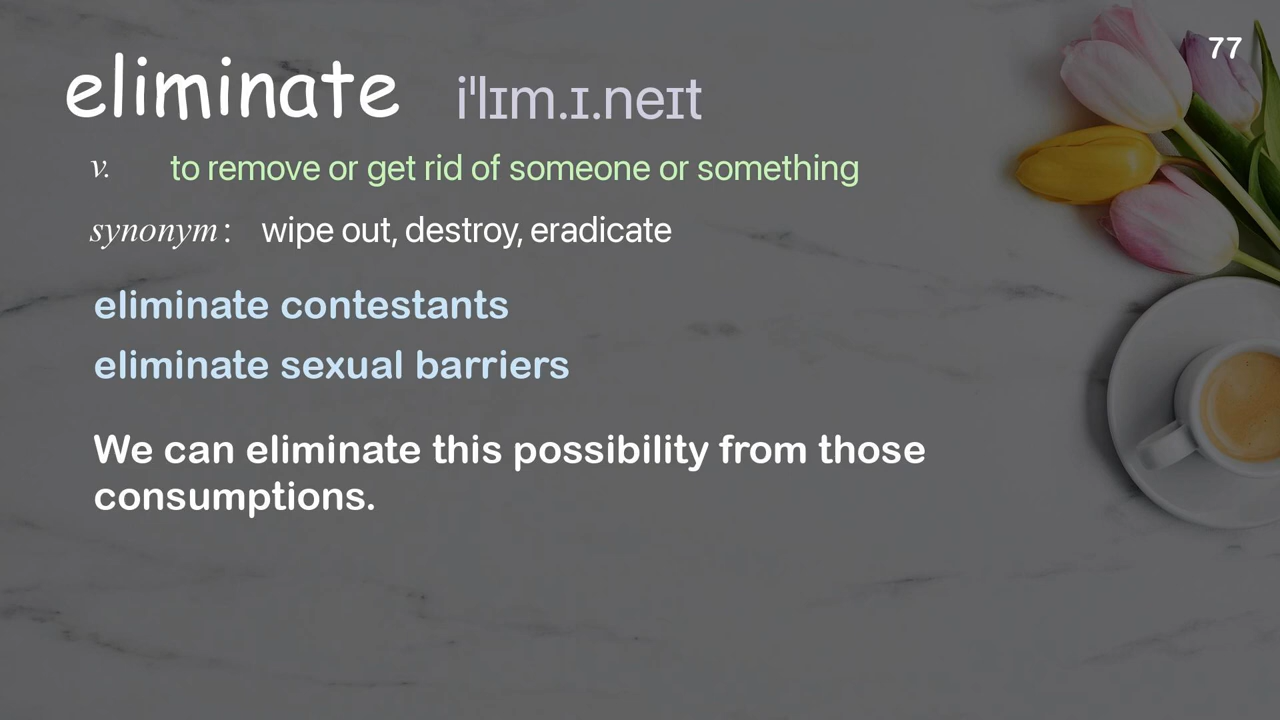 77
eliminate i'lɪm.ɪ.neɪt
v. to remove or get rid of someone or something
synonym : wipe out, destroy, eradicate
eliminate contestants
eliminate sexual barriers
We can eliminate this possibility from those
consumptions.